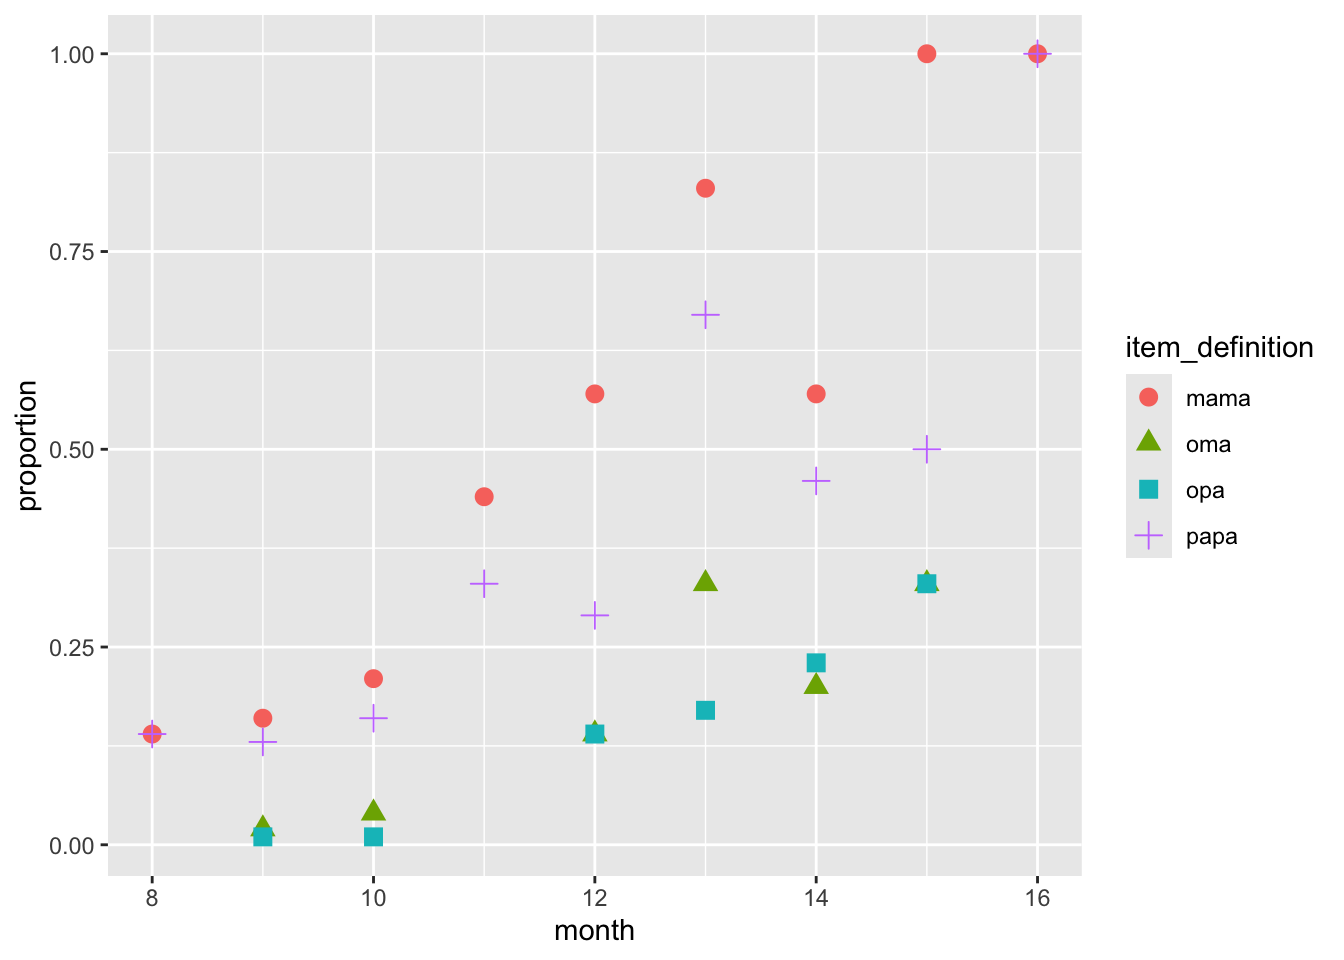 1.00
0.75
0.50
0.25
0.00
proportion
8 10 12 14 16
month
item_definition
mama
oma
opa
papa